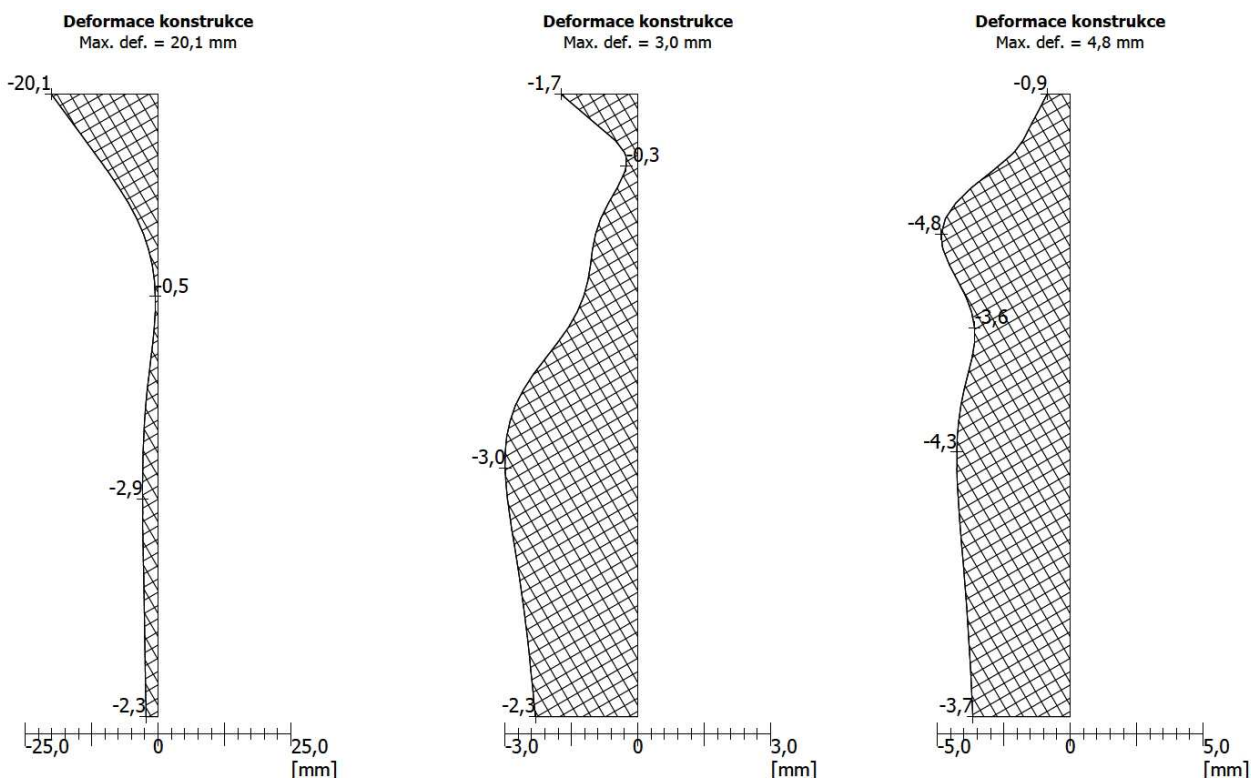 Deformace konstrukce
Max. def. = 20,1 mm
-20,1
-0,5
-2,9
-2,3
-25,0 0 25,0
[mm]
Deformace konstrukce
Max. def. = 3,0 mm
-1,7
-0,3
-3,0
-2,3
-3,0 0 3,0
[mm]
Deformace konstrukce
Max. def. = 4,8 mm
-0,9
-4,8
-3,6
-4,3
-3,7
-5,0 0 5,0
[mm]